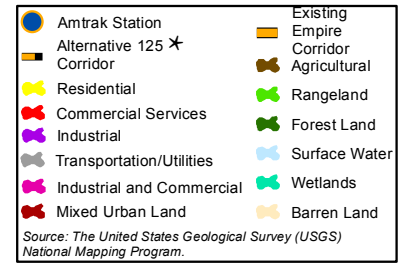 Amtrak Station
Alternative 125 *
Corridor
Residential
Commercial Services
Industrial
Transportation/Utilities
Industrial and Commercial
Mixed Urban Land
Existing
Empire
Corridor
Agricultural
Rangeland
Forest Land
Surface Water
Wetlands
Barren Land
Source: The United States Geological Survey (USGS)
National Mapping Program.